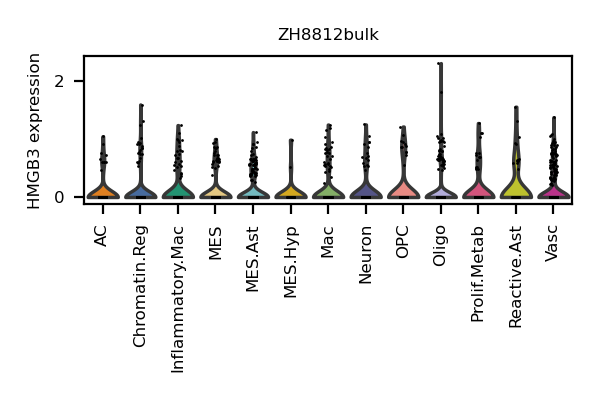 ZH8812bulk
HMGB3 expression
2
0
AC
Chromatin.Reg
Inflammatory.Mac
MES
MES.Ast
MES.Hyp
Mac
Neuron
OPC
Oligo
Prolif.Metab
Reactive.Ast
Vasc